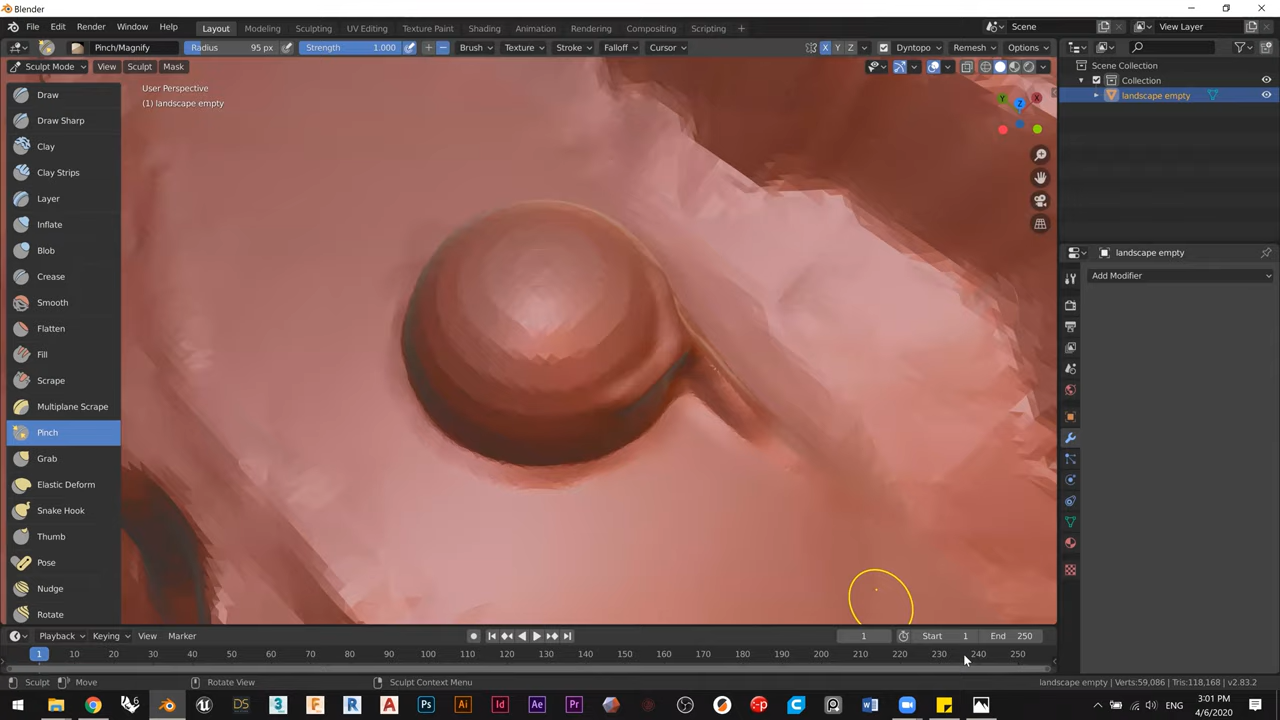 Blender
File Edit Render Window Help Layout Modeling Sculpting UV Editing Texture Paint Shading Animation Rendering Compositing Scripting + Scene View Layer
Pinch/Magnify Radius 95 px Strength 1.000 Brush Texture Stroke Falloff Cursor X Y Z Dyntopo Remesh Options
Sculpt Mode View Sculpt Mask
Scene Collection
Collection
landscape empty
User Perspective
(1) landscape empty
Y X Z
Draw
Draw Sharp
Clay
Clay Strips
Layer
Inflate
Blob
Crease
Smooth
Flatten
Fill
Scrape
Multiplane Scrape
Pinch
Grab
Elastic Deform
Snake Hook
Thumb
Pose
Nudge
Rotate
landscape empty
Add Modifier
Playback Keying View Marker 1 Start 1 End 250
1 10 20 30 40 50 60 70 80 90 100 110 120 130 140 150 160 170 180 190 200 210 220 230 240 250
Sculpt Move Rotate View Sculpt Context Menu landscape empty | Verts:59,086 | Tris:118,168 | v2.83.2
DS 3 F R A Ps Ai Id Ae Pr
3:01 PM
4/6/2020